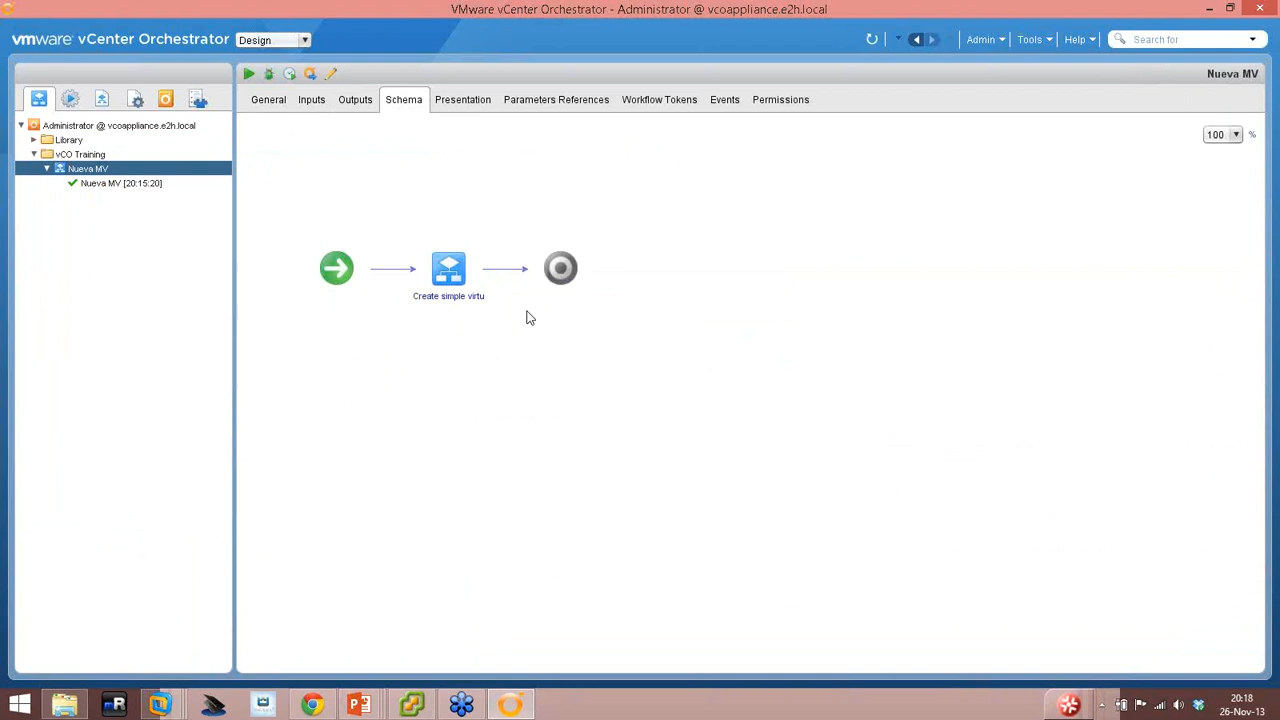 VMware vCenter Orchestrator - Administrator @ vcoappliance.e2h.local
vmware vCenter Orchestrator Design Admin Tools Help Search for
Nueva MV
General Inputs Outputs Schema Presentation Parameters References Workflow Tokens Events Permissions
Administrator @ vcoappliance.e2h.local
Library
vCO Training
Nueva MV
Nueva MV [20:15:20]
100 %
Create simple virtu
20:18
26-Nov-13